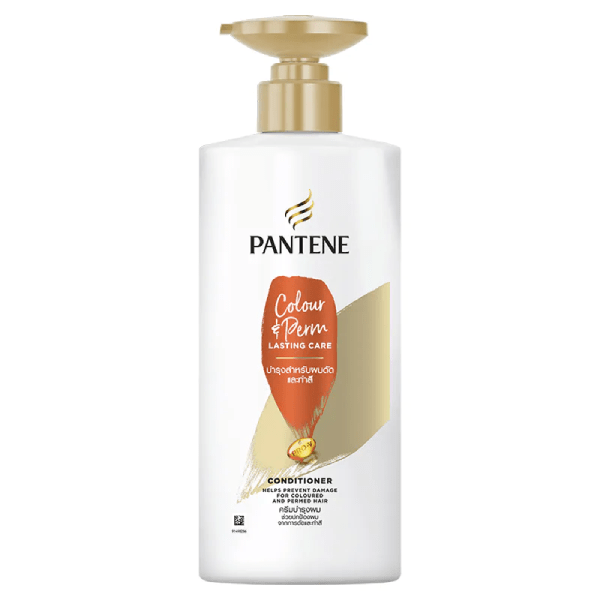 PANTENE
Colour
& Perm
LASTING CARE
บำรุงสำหรับผมดัด
และทำสี
PRO-V
CONDITIONER
HELPS PREVENT DAMAGE
FOR COLOURED
AND PERMED HAIR
ครีมบำรุงผม
ช่วยปกป้องผม
จากการดัดและทำสี